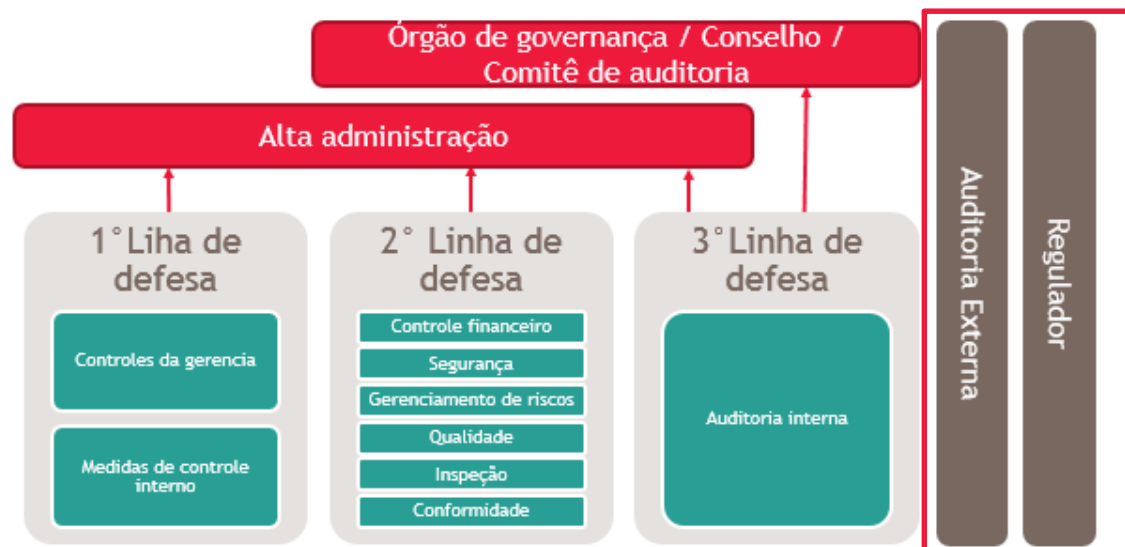 Órgão de governança / Conselho /
Comitê de auditoria
Alta administração
1°Liha de
defesa
Controles da gerencia
Medidas de controle
interno
2° Linha de
defesa
Controle financeiro
Segurança
Gerenciamento de riscos
Qualidade
Inspeção
Conformidade
3°Linha de
defesa
Auditoria interna
Auditoria Externa
Regulador